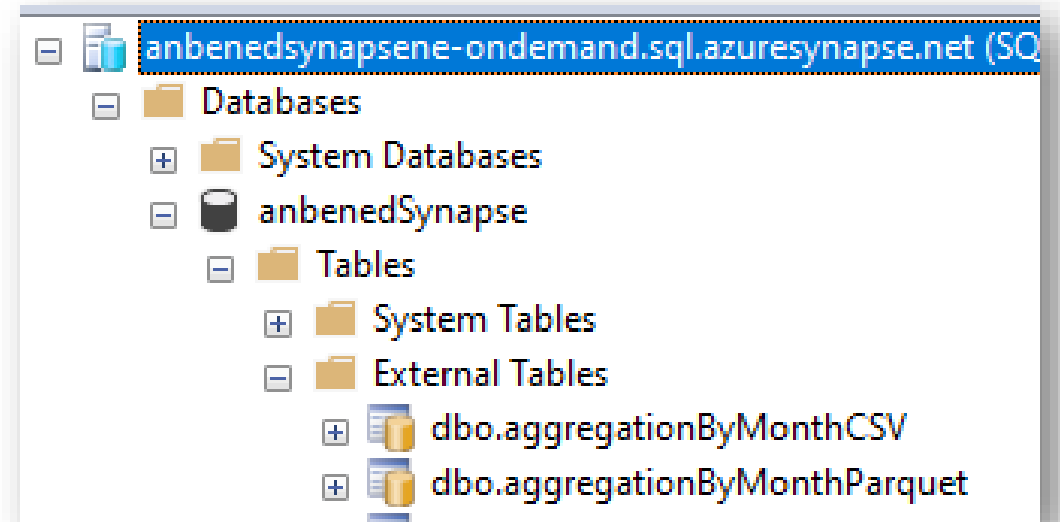 anbenedsynapsene-ondemand.sql.azuresynapse.net (SQ
Databases
System Databases
anbenedSynapse
Tables
System Tables
External Tables
dbo.aggregationByMonthCSV
dbo.aggregationByMonthParquet